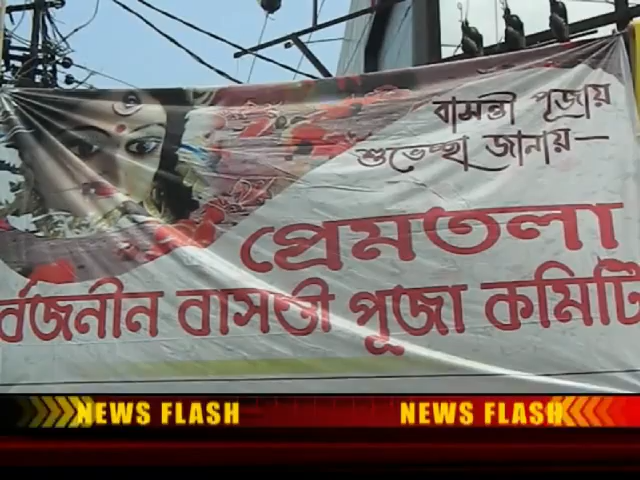 বাসন্তী পূজায়
শুভেচ্ছা জানায়—
প্রেমতলা
র্বজনীন বাসন্তী পূজা কমিটি
NEWS FLASH NEWS FLASH